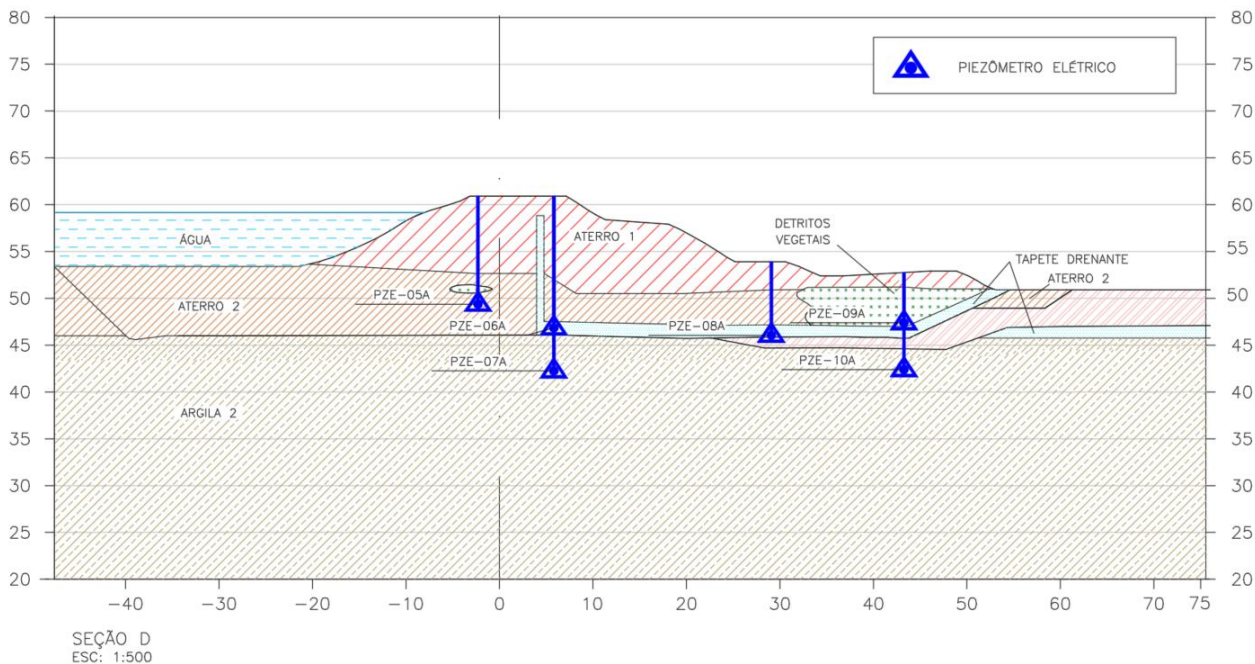 80
80
75
75
PIEZÔMETRO ELÉTRICO
70
70
65
65
60
60
DETRITOS
VEGETAIS
ÁGUA
ATERRO 1
55
55
TAPETE DRENANTE
ATERRO 2
50
50
PZE-05A
ATERRO 2
PZE-06A
PZE-08A
PZE-09A
45
45
PZE-07A
PZE-10A
40
40
ARGILA 2
35
35
30
30
25
25
20
20
-40
-30
-20
-10
0
10
20
30
40
50
60
70
75
SEÇÃO D
ESC: 1:500